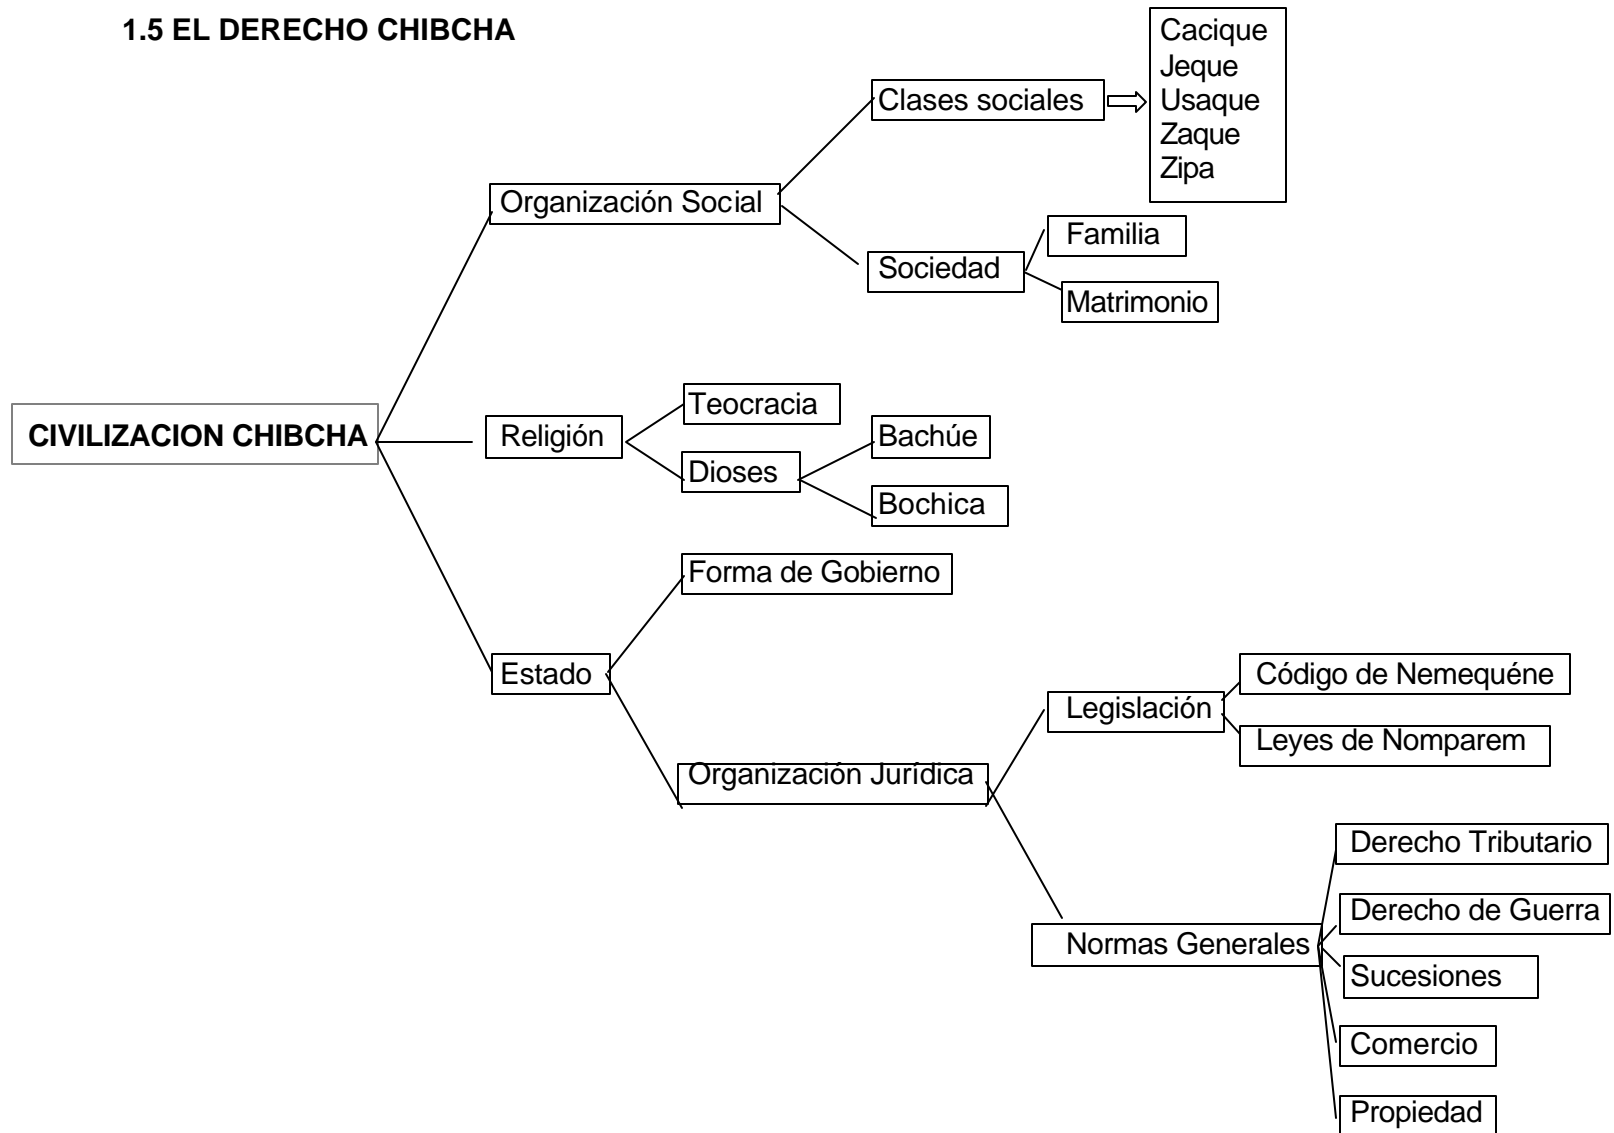 1.5 EL DERECHO CHIBCHA
Cacique
Jeque
Usaque
Zaque
Zipa
Clases sociales
Organización Social
Familia
Sociedad
Matrimonio
CIVILIZACION CHIBCHA
Religión
Teocracia
Dioses
Bachúe
Bochica
Forma de Gobierno
Estado
Organización Jurídica
Legislación
Código de Nemequéne
Leyes de Nomparem
Normas Generales
Derecho Tributario
Derecho de Guerra
Sucesiones
Comercio
Propiedad